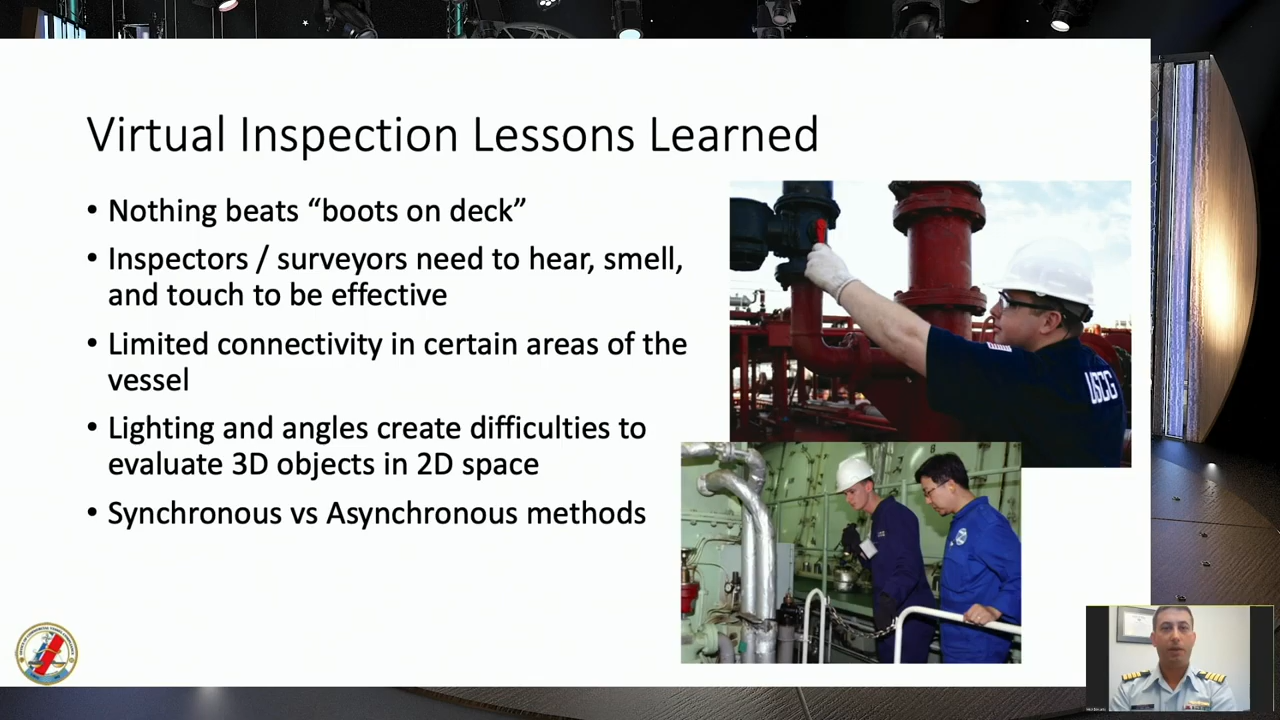 Virtual Inspection Lessons Learned
• Nothing beats “boots on deck”
• Inspectors / surveyors need to hear, smell,
and touch to be effective
• Limited connectivity in certain areas of the
vessel
• Lighting and angles create difficulties to
evaluate 3D objects in 2D space
• Synchronous vs Asynchronous methods
USCG